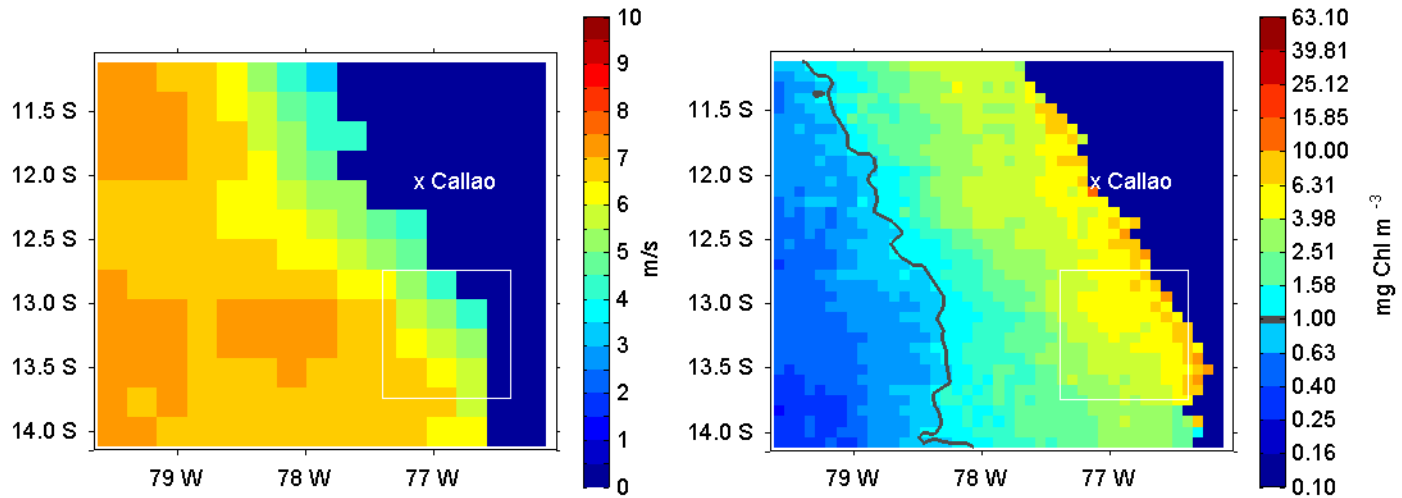 11.5 S
12.0 S
12.5 S
13.0 S
13.5 S
14.0 S
79 W
78 W
77 W
x Callao
10
9
8
7
6
5
4
3
2
1
0
m/s
11.5 S
12.0 S
12.5 S
13.0 S
13.5 S
14.0 S
79 W
78 W
77 W
x Callao
63.10
39.81
25.12
15.85
10.00
6.31
3.98
2.51
1.58
1.00
0.63
0.40
0.25
0.16
0.10
mg Chl m⁻³